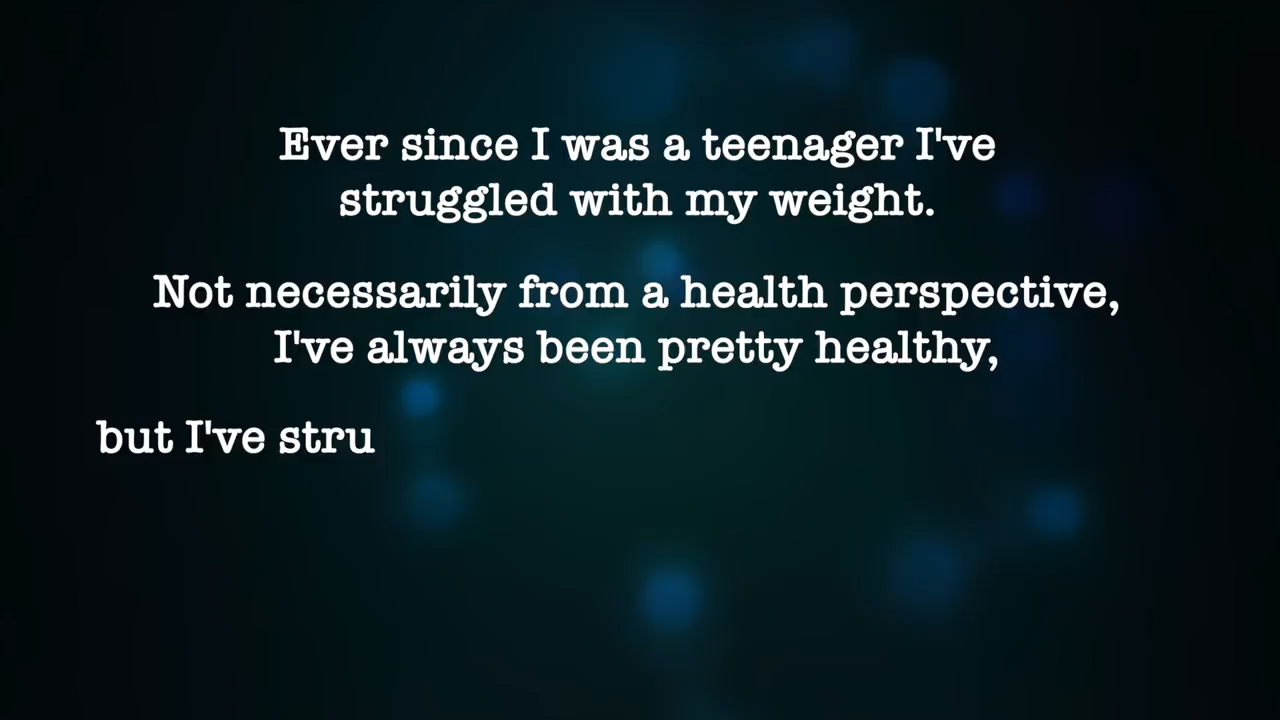 Ever since I was a teenager I've
struggled with my weight.
Not necessarily from a health perspective,
I've always been pretty healthy,
but I've stru